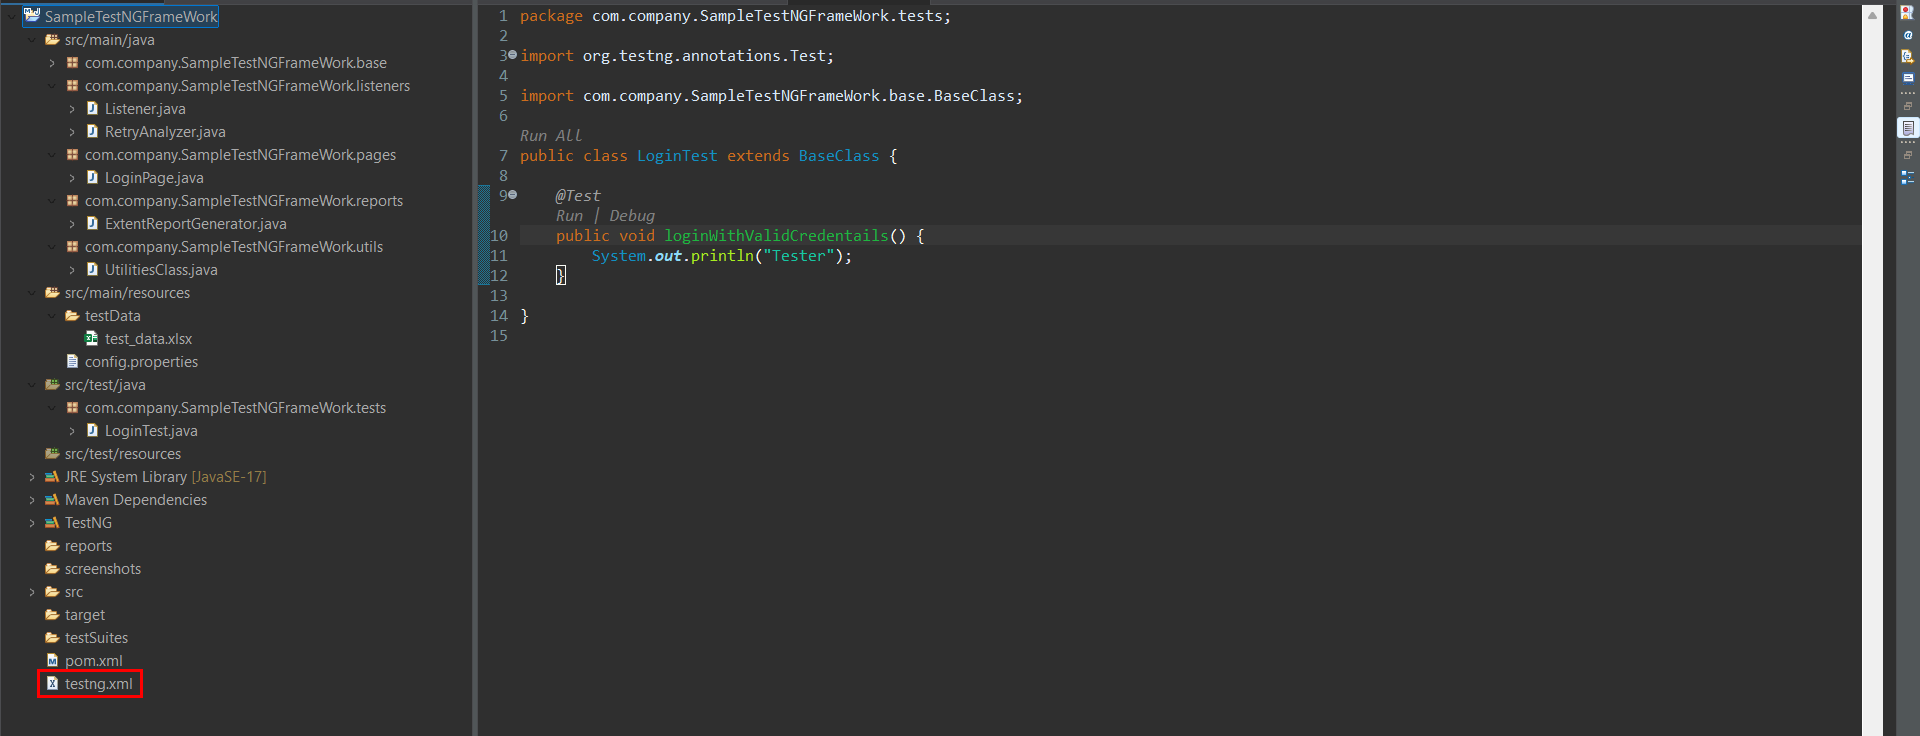 SampleTestNGFrameWork
src/main/java
com.company.SampleTestNGFrameWork.base
com.company.SampleTestNGFrameWork.listeners
Listener.java
RetryAnalyzer.java
com.company.SampleTestNGFrameWork.pages
LoginPage.java
com.company.SampleTestNGFrameWork.reports
ExtentReportGenerator.java
com.company.SampleTestNGFrameWork.utils
UtilitiesClass.java
src/main/resources
testData
test_data.xlsx
config.properties
src/test/java
com.company.SampleTestNGFrameWork.tests
LoginTest.java
src/test/resources
JRE System Library [JavaSE-17]
Maven Dependencies
TestNG
reports
screenshots
src
target
testSuites
pom.xml
testng.xml
1 package com.company.SampleTestNGFrameWork.tests;
2
3 import org.testng.annotations.Test;
4
5 import com.company.SampleTestNGFrameWork.base.BaseClass;
6
Run All
7 public class LoginTest extends BaseClass {
8
9 @Test
Run | Debug
10 public void loginWithValidCredentails() {
11 System.out.println("Tester");
12 }
13
14 }
15